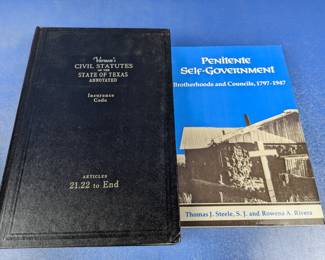 Vernon's
CIVIL STATUTES
OF THE
STATE OF TEXAS
ANNOTATED
Insurance
Code
ARTICLES
21.22 to End
Penitente
Self-Government
Brotherhoods and Councils, 1797-1947
Thomas J. Steele, S. J. and Rowena A. Rivera